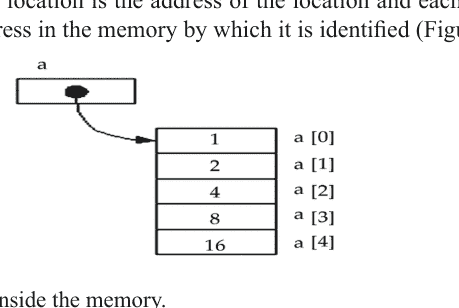 location is the address of the location and each
ress in the memory by which it is identified (Figu
a
1 a [0]
2 a [1]
4 a [2]
8 a [3]
16 a [4]
nside the memory.